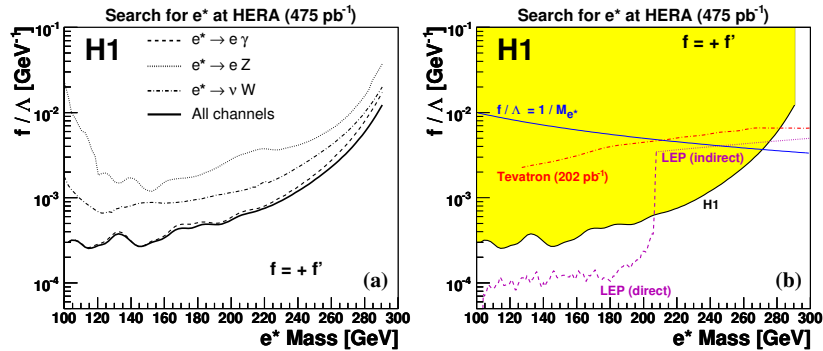 Search for e* at HERA (475 pb⁻¹)
H1
e* → e γ
e* → e Z
e* → ν W
All channels
f = + f'
(a)
f / Λ [GeV⁻¹]
10⁻¹
10⁻²
10⁻³
10⁻⁴
100 120 140 160 180 200 220 240 260 280 300
e* Mass [GeV]
Search for e* at HERA (475 pb⁻¹)
H1
f = + f'
f / Λ = 1 / M_e*
LEP (indirect)
Tevatron (202 pb⁻¹)
H1
LEP (direct)
(b)
f / Λ [GeV⁻¹]
10⁻¹
10⁻²
10⁻³
10⁻⁴
100 120 140 160 180 200 220 240 260 280 300
e* Mass [GeV]